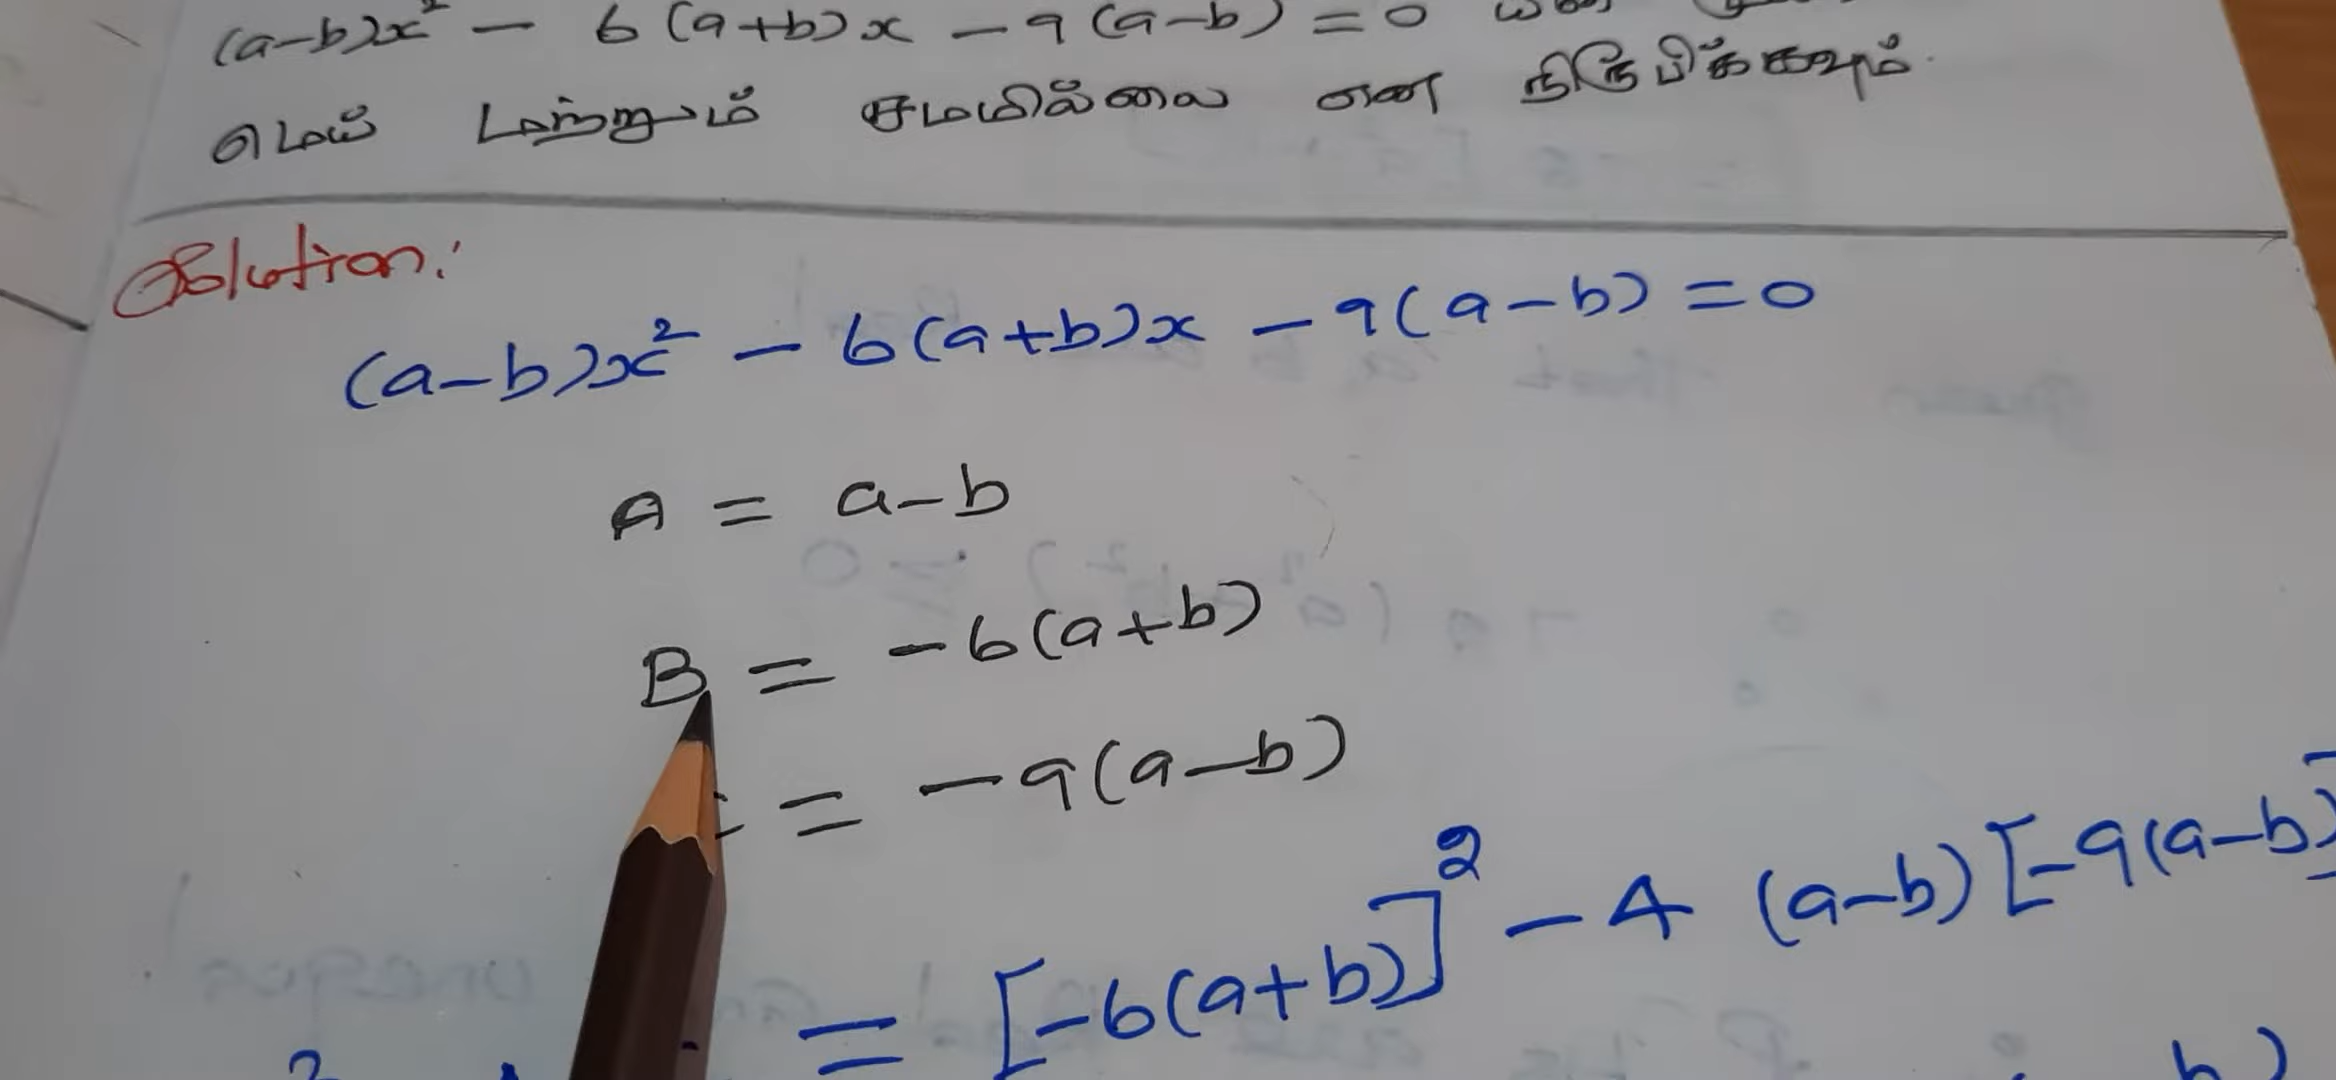 (a-b)x² - 6(a+b)x - 9(a-b) = 0
மெய் மற்றும் சமமில்லை என நிரூபிக்கவும்.
Solution:
(a-b)x² - 6(a+b)x - 9(a-b) = 0
A = a-b
B = -6(a+b)
= -9(a-b)
= [-6(a+b)]² - 4 (a-b) [-9(a-b)]